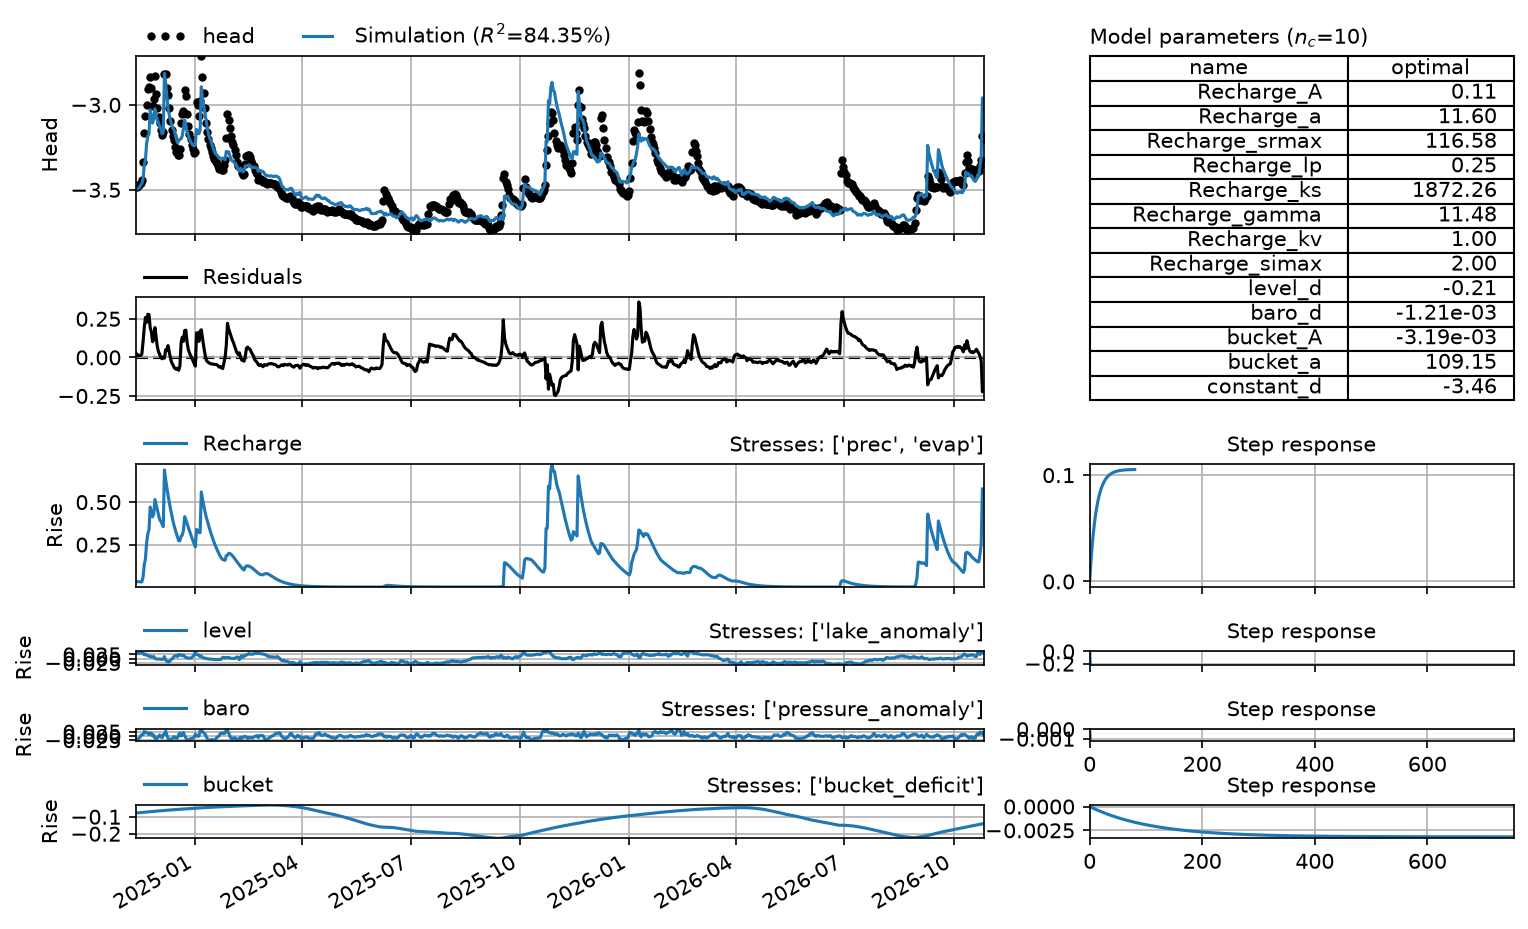 head Simulation (R²=84.35%)
Head
−3.0
−3.5
Model parameters (n_c=10)
name optimal
Recharge_A 0.11
Recharge_a 11.60
Recharge_srmax 116.58
Recharge_lp 0.25
Recharge_ks 1872.26
Recharge_gamma 11.48
Recharge_kv 1.00
Recharge_simax 2.00
level_d -0.21
baro_d -1.21e-03
bucket_A -3.19e-03
bucket_a 109.15
constant_d -3.46
Residuals
0.25
0.00
−0.25
Recharge Stresses: ['prec', 'evap']
Rise
0.50
0.25
Step response
0.1
0.0
level Stresses: ['lake_anomaly']
Rise
Step response
0.0
−0.2
baro Stresses: ['pressure_anomaly']
Rise
Step response
0.000
−0.001
0 200 400 600
bucket Stresses: ['bucket_deficit']
Rise
−0.1
−0.2
2025-01 2025-04 2025-07 2025-10 2026-01 2026-04 2026-07 2026-10
Step response
0.0000
−0.0025
0 200 400 600